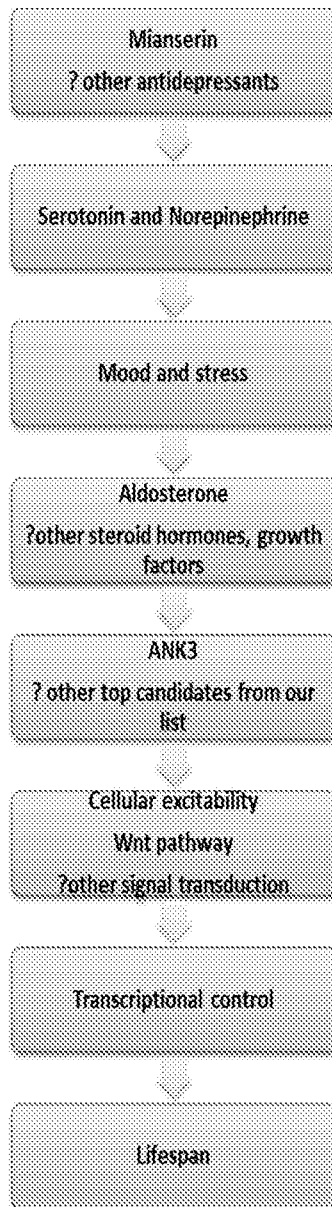 Mianserin
? other antidepressants
Serotonin and Norepinephrine
Mood and stress
Aldosterone
?other steroid hormones, growth
factors
ANK3
? other top candidates from our
list
Cellular excitability
Wnt pathway
?other signal transduction
Transcriptional control
Lifespan